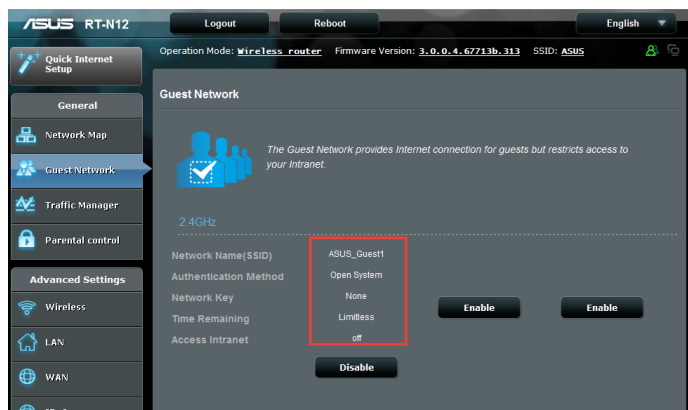 ASUS RT-N12
Logout
Reboot
English
Operation Mode: Wireless router Firmware Version: 3.0.0.4.67713b.313 SSID: ASUS
Quick Internet
Setup
General
Network Map
Guest Network
Traffic Manager
Parental control
Advanced Settings
Wireless
LAN
WAN
Guest Network
The Guest Network provides Internet connection for guests but restricts access to
your Intranet.
2.4GHz
Network Name(SSID) ASUS_Guest1
Authentication Method Open System
Network Key None
Time Remaining Limitless
Access Intranet off
Enable
Enable
Disable